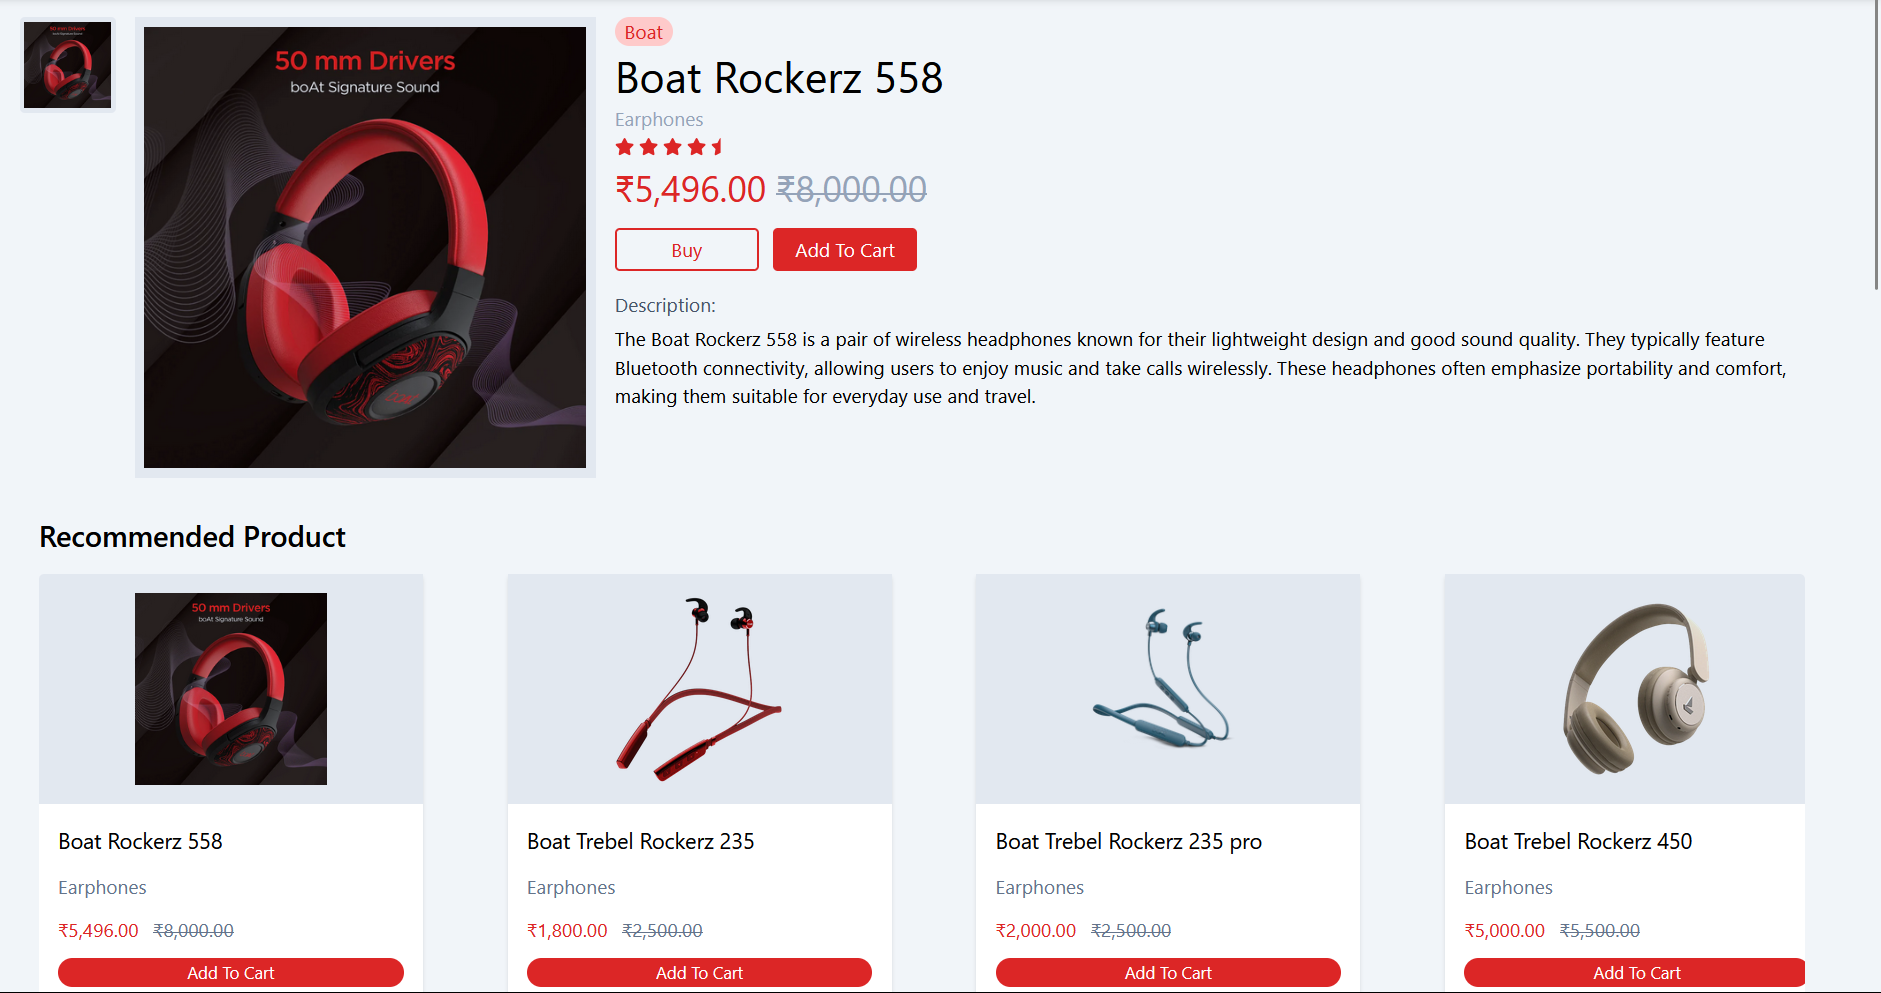 50 mm Drivers
boAt Signature Sound
Boat
Boat Rockerz 558
Earphones
₹5,496.00 ₹8,000.00
Buy
Add To Cart
Description:
The Boat Rockerz 558 is a pair of wireless headphones known for their lightweight design and good sound quality. They typically feature
Bluetooth connectivity, allowing users to enjoy music and take calls wirelessly. These headphones often emphasize portability and comfort,
making them suitable for everyday use and travel.
Recommended Product
50 mm Drivers
boAt Signature Sound
Boat Rockerz 558
Earphones
₹5,496.00 ₹8,000.00
Add To Cart
Boat Trebel Rockerz 235
Earphones
₹1,800.00 ₹2,500.00
Add To Cart
Boat Trebel Rockerz 235 pro
Earphones
₹2,000.00 ₹2,500.00
Add To Cart
Boat Trebel Rockerz 450
Earphones
₹5,000.00 ₹5,500.00
Add To Cart